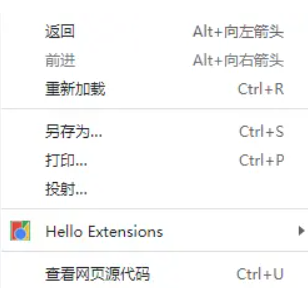 返回 Alt+向左箭头
前进 Alt+向右箭头
重新加载 Ctrl+R
另存为... Ctrl+S
打印... Ctrl+P
投射...
Hello Extensions
查看网页源代码 Ctrl+U